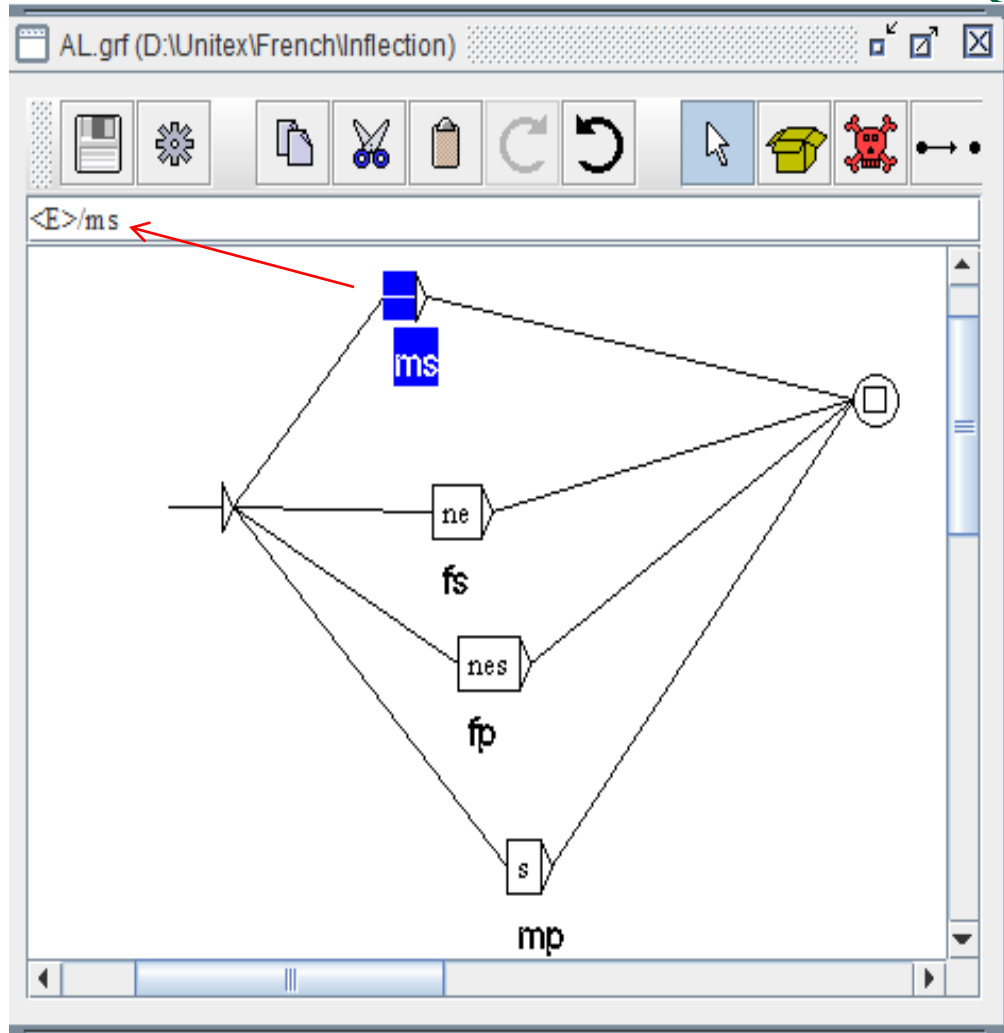 AL.grf (D:\Unitex\French\Inflection)
<E>/ms
ms
ne
fs
nes
fp
s
mp